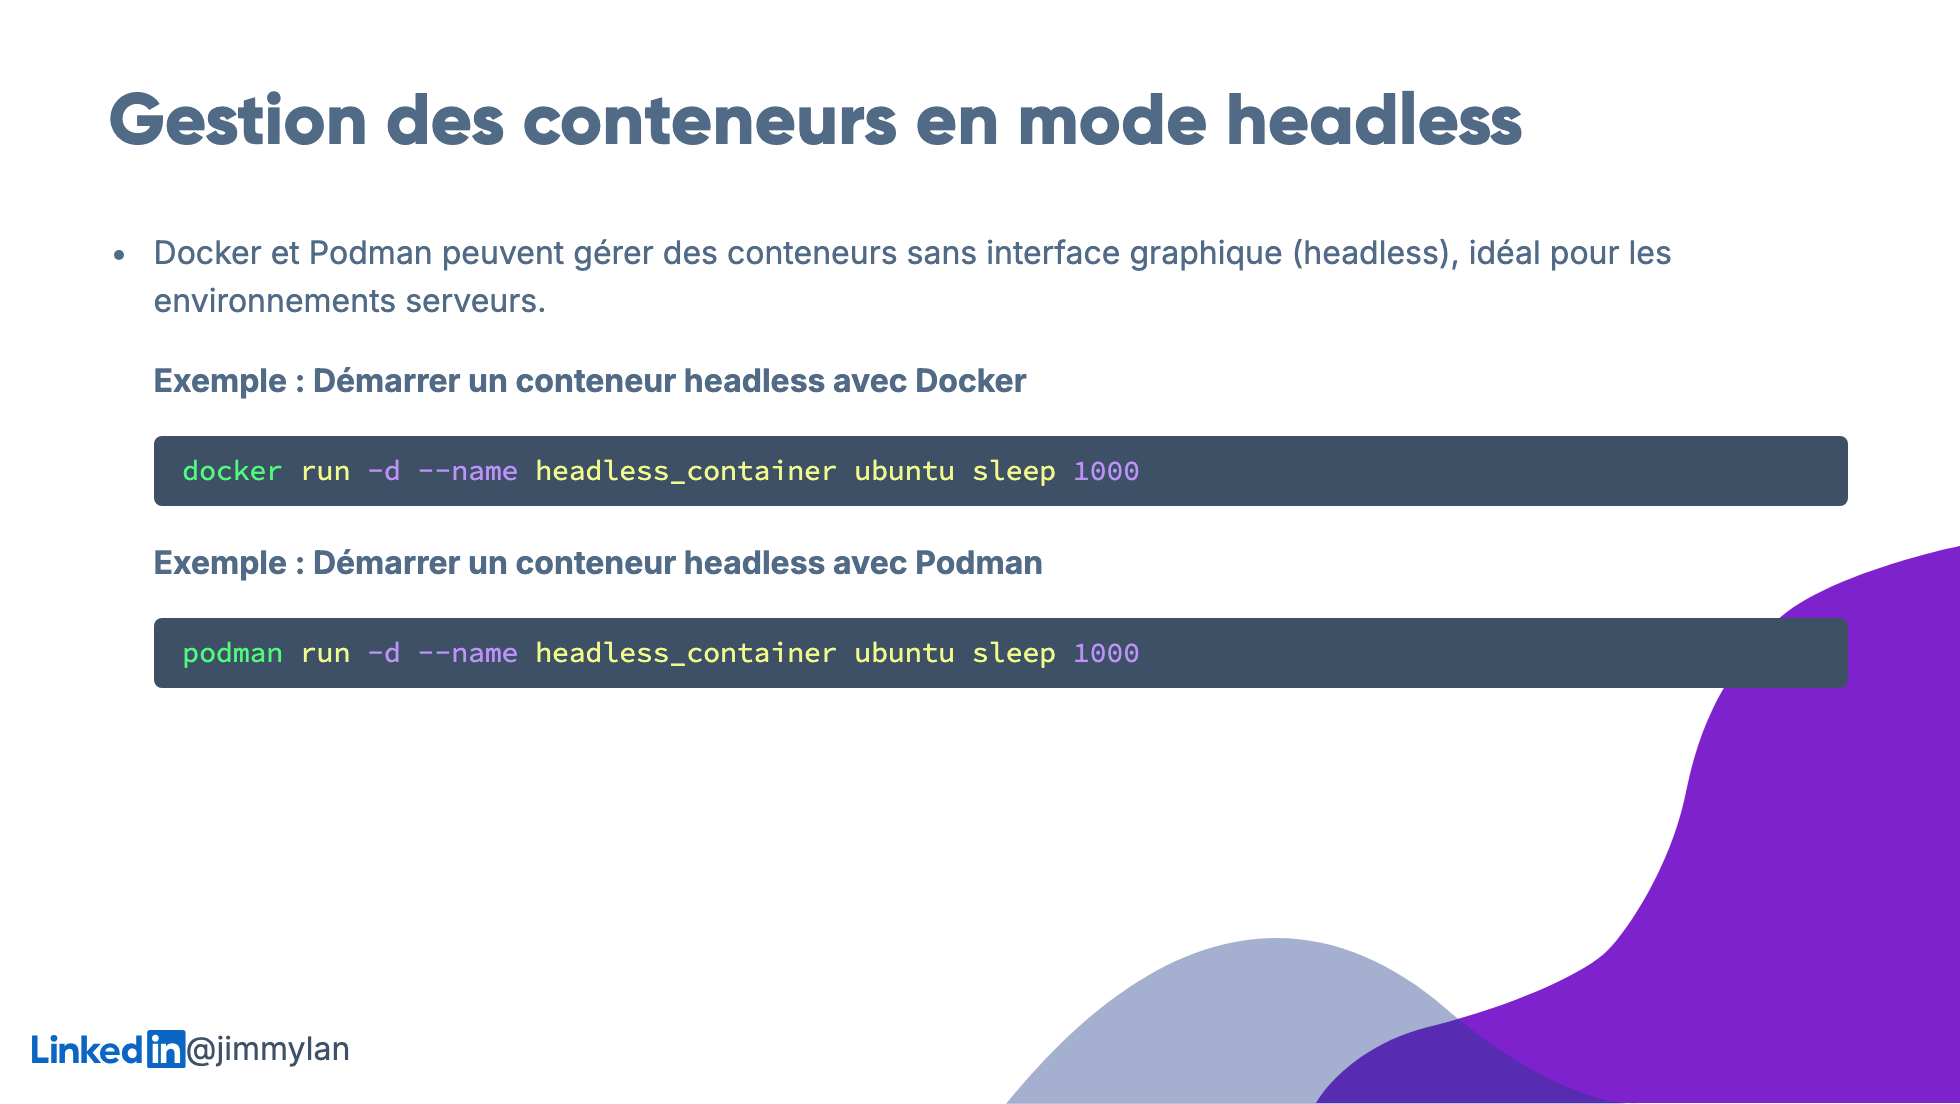 Gestion des conteneurs en mode headless
• Docker et Podman peuvent gérer des conteneurs sans interface graphique (headless), idéal pour les
environnements serveurs.
Exemple : Démarrer un conteneur headless avec Docker
docker run -d --name headless_container ubuntu sleep 1000
Exemple : Démarrer un conteneur headless avec Podman
podman run -d --name headless_container ubuntu sleep 1000
LinkedIn@jimmylan